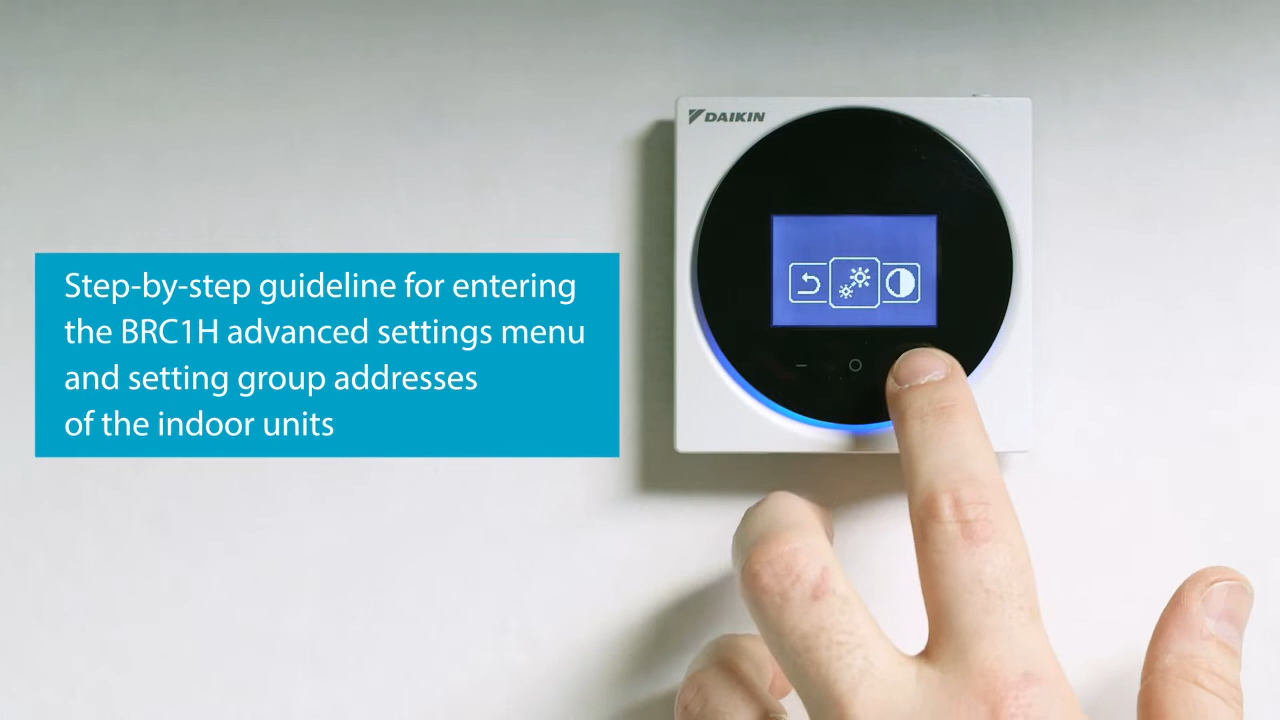 DAIKIN
Step-by-step guideline for entering
the BRC1H advanced settings menu
and setting group addresses
of the indoor units